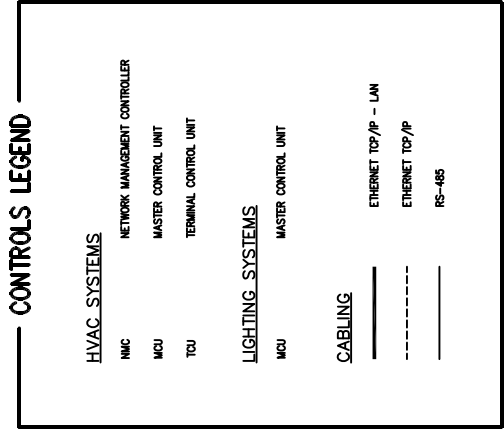 CONTROLS LEGEND
HVAC SYSTEMS
NMC NETWORK MANAGEMENT CONTROLLER
MCU MASTER CONTROL UNIT
TCU TERMINAL CONTROL UNIT
LIGHTING SYSTEMS
MCU MASTER CONTROL UNIT
CABLING
ETHERNET TCP/IP - LAN
ETHERNET TCP/IP
RS-485